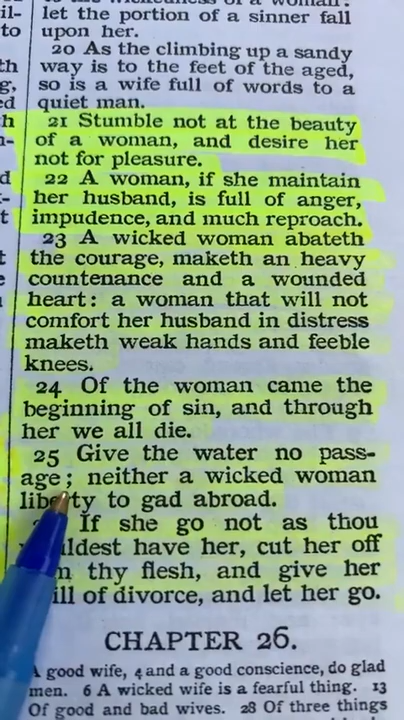 let the portion of a sinner fall
upon her.
20 As the climbing up a sandy
way is to the feet of the aged,
so is a wife full of words to a
quiet man.
21 Stumble not at the beauty
of a woman, and desire her
not for pleasure.
22 A woman, if she maintain
her husband, is full of anger,
impudence, and much reproach.
23 A wicked woman abateth
the courage, maketh an heavy
countenance and a wounded
heart: a woman that will not
comfort her husband in distress
maketh weak hands and feeble
knees.
24 Of the woman came the
beginning of sin, and through
her we all die.
25 Give the water no pass-
age; neither a wicked woman
liberty to gad abroad.
If she go not as thou
have her, cut her off
thy flesh, and give her
of divorce, and let her go.
CHAPTER 26.
A good wife, 4 and a good conscience, do glad
men. 6 A wicked wife is a fearful thing. 13
Of good and bad wives. 28 Of three things